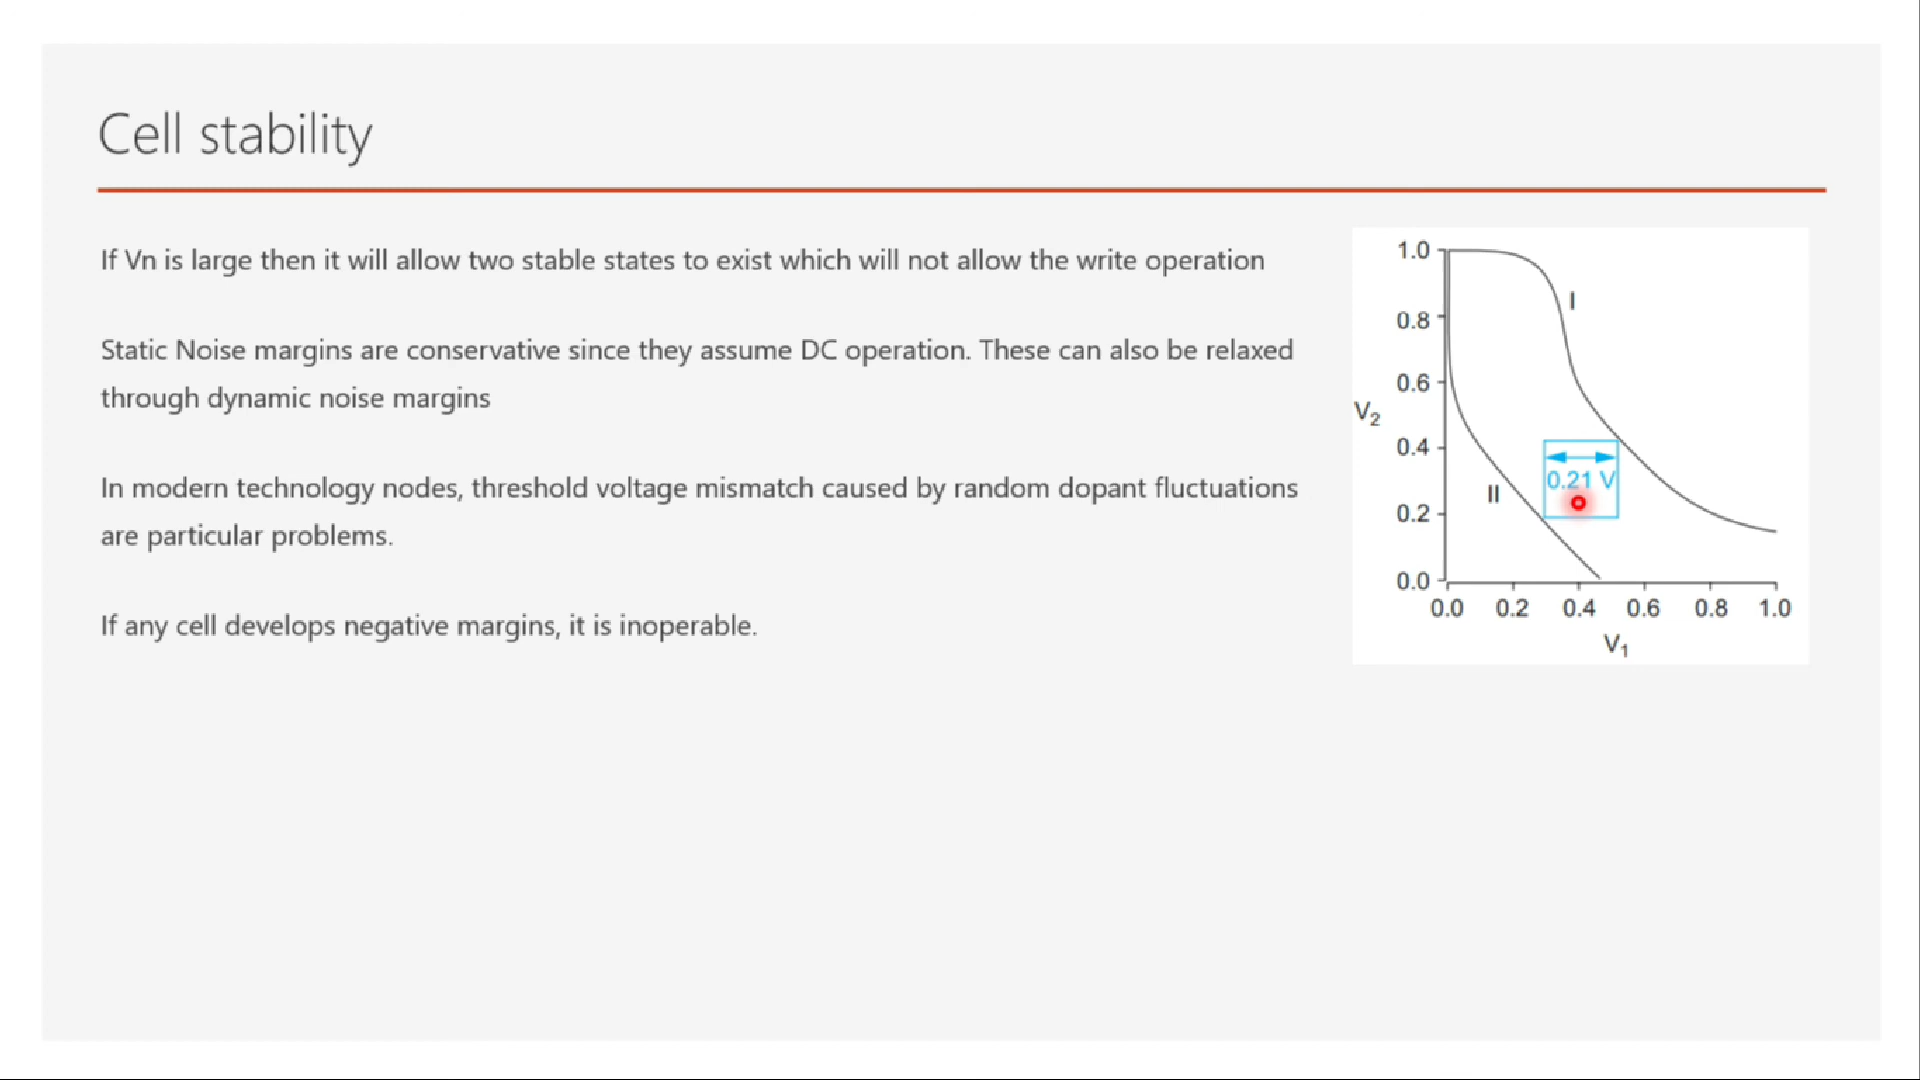 Cell stability
If Vn is large then it will allow two stable states to exist which will not allow the write operation
Static Noise margins are conservative since they assume DC operation. These can also be relaxed
through dynamic noise margins
In modern technology nodes, threshold voltage mismatch caused by random dopant fluctuations
are particular problems.
If any cell develops negative margins, it is inoperable.
1.0
I
0.8
0.6
V2
0.4
0.21 V
II
0.2
0.0
0.0 0.2 0.4 0.6 0.8 1.0
V1